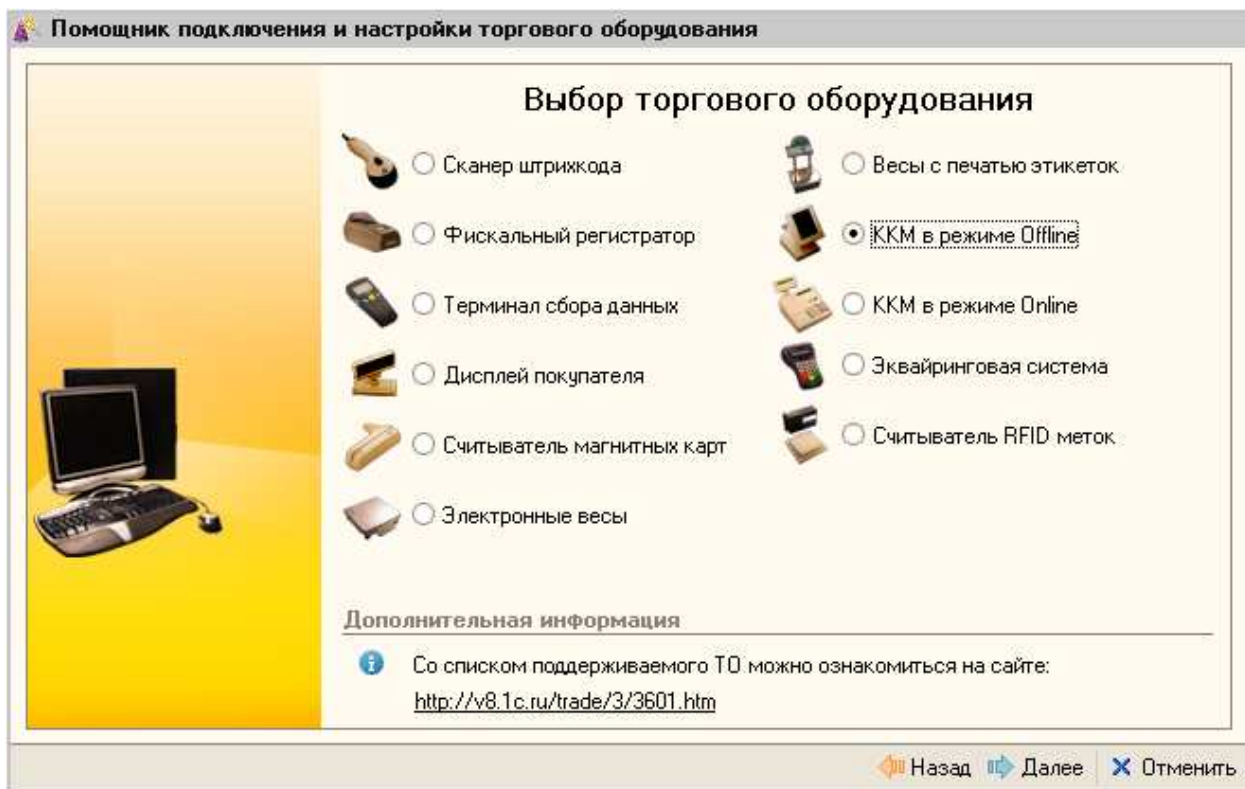 Помощник подключения и настройки торгового оборудования
Выбор торгового оборудования
Сканер штрихкода
Фискальный регистратор
Терминал сбора данных
Дисплей покупателя
Считыватель магнитных карт
Электронные весы
Весы с печатью этикеток
ККМ в режиме Offline
ККМ в режиме Online
Эквайринговая система
Считыватель RFID меток
Дополнительная информация
Со списком поддерживаемого ТО можно ознакомиться на сайте:
http://v8.1c.ru/trade/3/3601.htm
Назад Далее Отменить